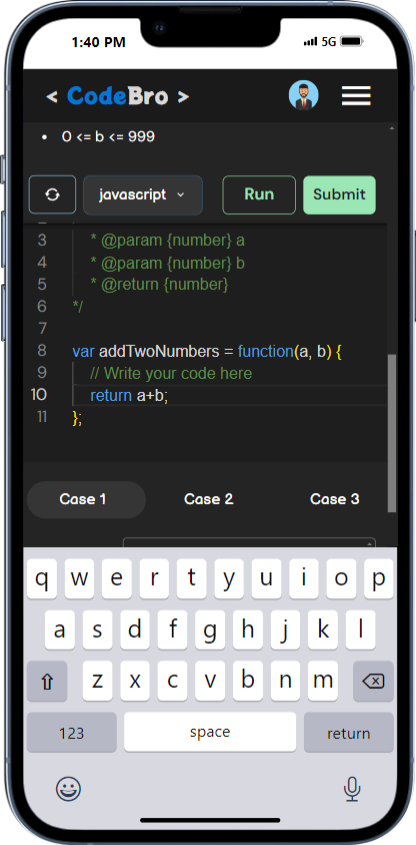 1:40 PM 5G
< CodeBro >
• 0 <= b <= 999
javascript Run Submit
3 * @param {number} a
4 * @param {number} b
5 * @return {number}
6 */
7
8 var addTwoNumbers = function(a, b) {
9 // Write your code here
10 return a+b;
11 };
Case 1 Case 2 Case 3
q w e r t y u i o p
a s d f g h j k l
z x c v b n m
123 space return